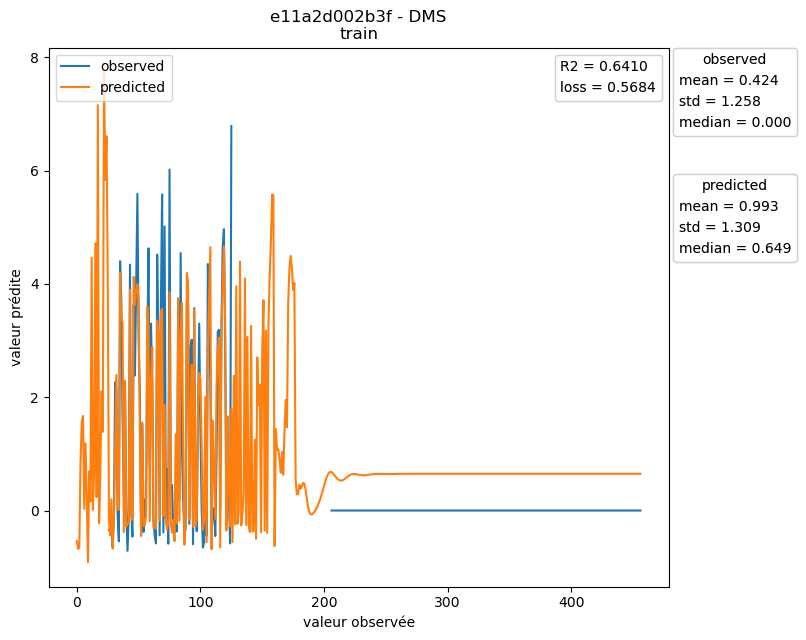 e11a2d002b3f - DMS
train
observed
predicted
R2 = 0.6410
loss = 0.5684
observed
mean = 0.424
std = 1.258
median = 0.000
predicted
mean = 0.993
std = 1.309
median = 0.649
valeur prédite
8
6
4
2
0
0 100 200 300 400
valeur observée